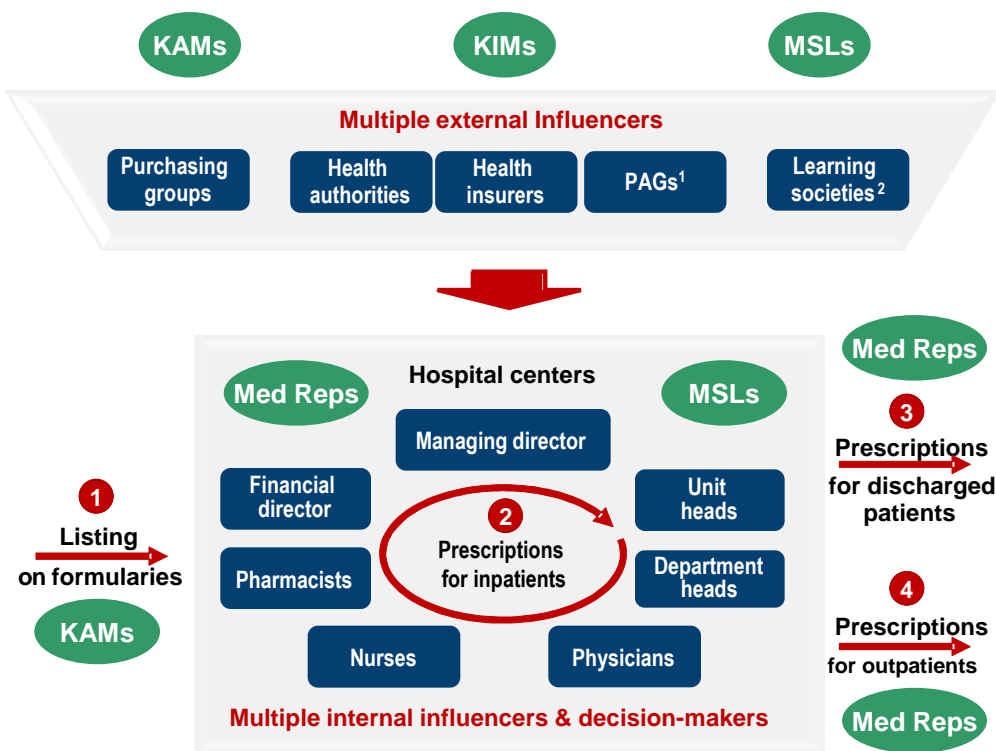 KAMs
KIMs
MSLs
Multiple external Influencers
Purchasing
groups
Health
authorities
Health
insurers
PAGs1
Learning
societies 2
Hospital centers
Med Reps
MSLs
Managing director
Financial
director
Unit
heads
Pharmacists
Department
heads
2
Prescriptions
for inpatients
Nurses
Physicians
Multiple internal influencers & decision-makers
1
Listing
on formularies
KAMs
Med Reps
3
Prescriptions
for discharged
patients
4
Prescriptions
for outpatients
Med Reps